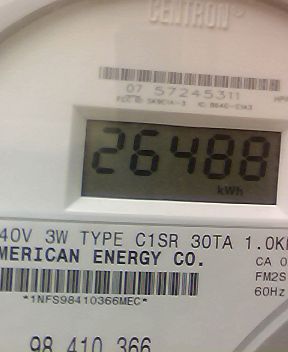 CENTRON
07 57245311
26488
kWh
40V 3W TYPE C1SR 30TA 1.0K
MERICAN ENERGY CO.
CA 0
FM2S
*1NFS98410366MEC*
60Hz
98 410 366